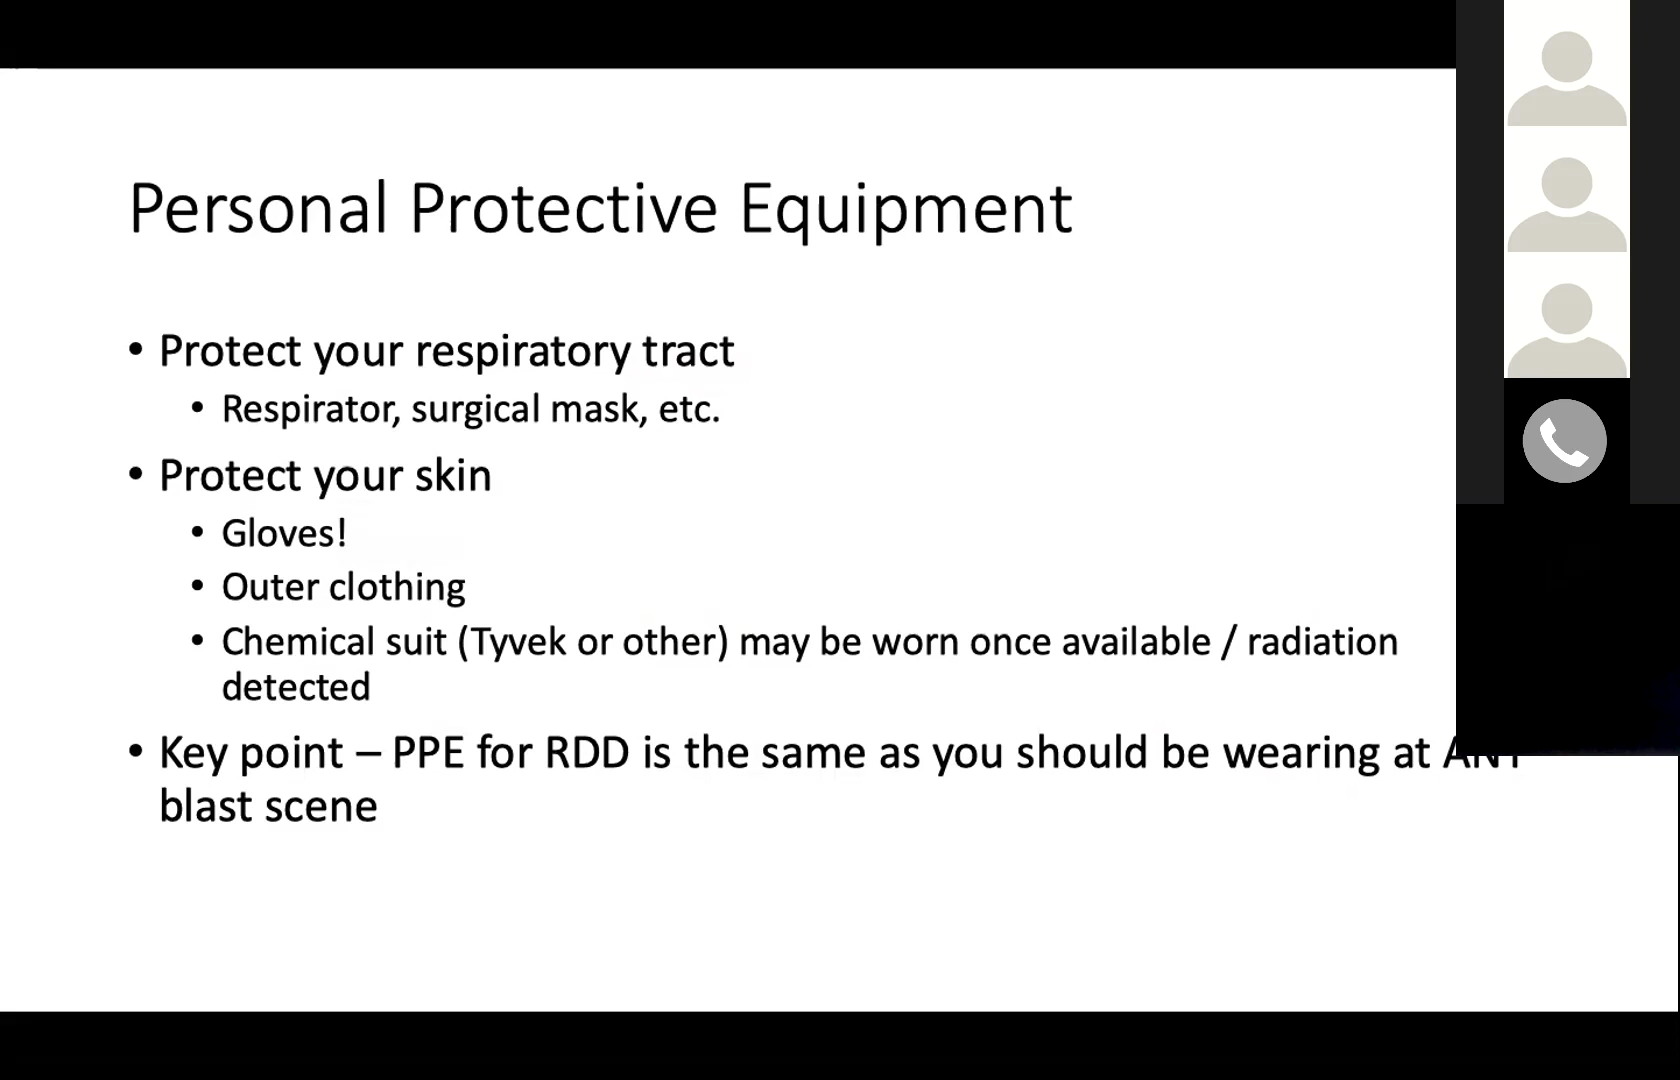 Personal Protective Equipment
• Protect your respiratory tract
• Respirator, surgical mask, etc.
• Protect your skin
• Gloves!
• Outer clothing
• Chemical suit (Tyvek or other) may be worn once available / radiation
detected
• Key point – PPE for RDD is the same as you should be wearing at ANY
blast scene